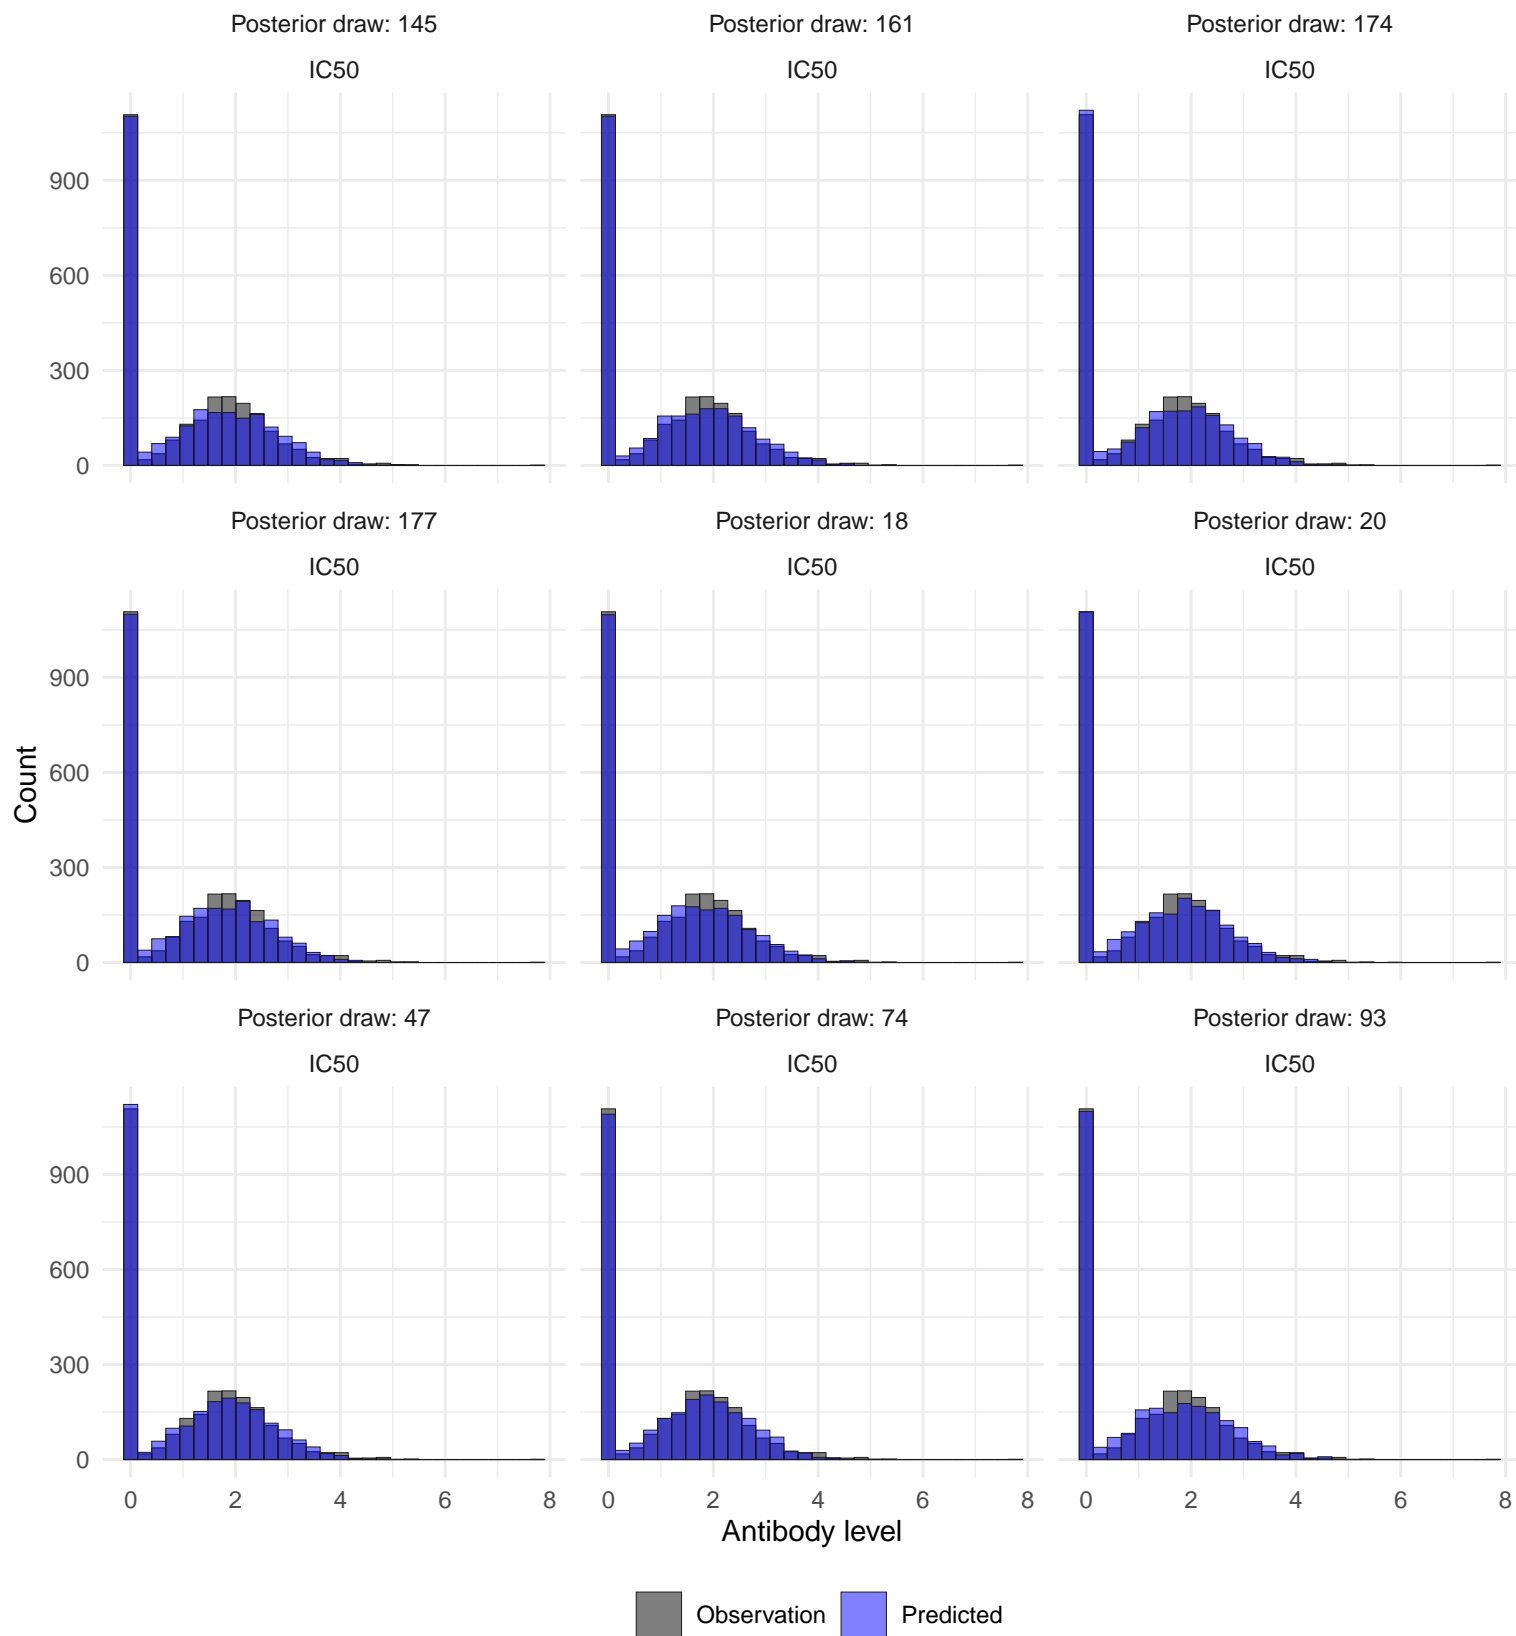 Posterior draw: 145
Posterior draw: 161
Posterior draw: 174
IC50
IC50
IC50
900
600
300
0
Posterior draw: 177
Posterior draw: 18
Posterior draw: 20
IC50
IC50
IC50
900
600
300
0
Count
Posterior draw: 47
Posterior draw: 74
Posterior draw: 93
IC50
IC50
IC50
900
600
300
0
0 2 4 6 8
0 2 4 6 8
0 2 4 6 8
Antibody level
Observation
Predicted